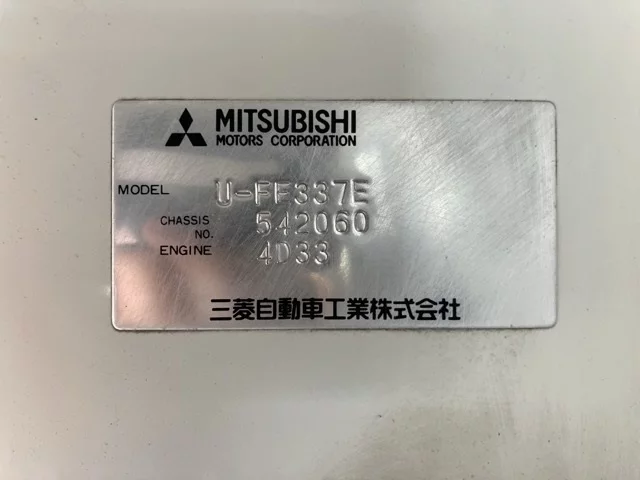 MITSUBISHI
MOTORS CORPORATION
MODEL U-FF337E
CHASSIS NO. 542060
ENGINE 4D33
三菱自動車工業株式会社